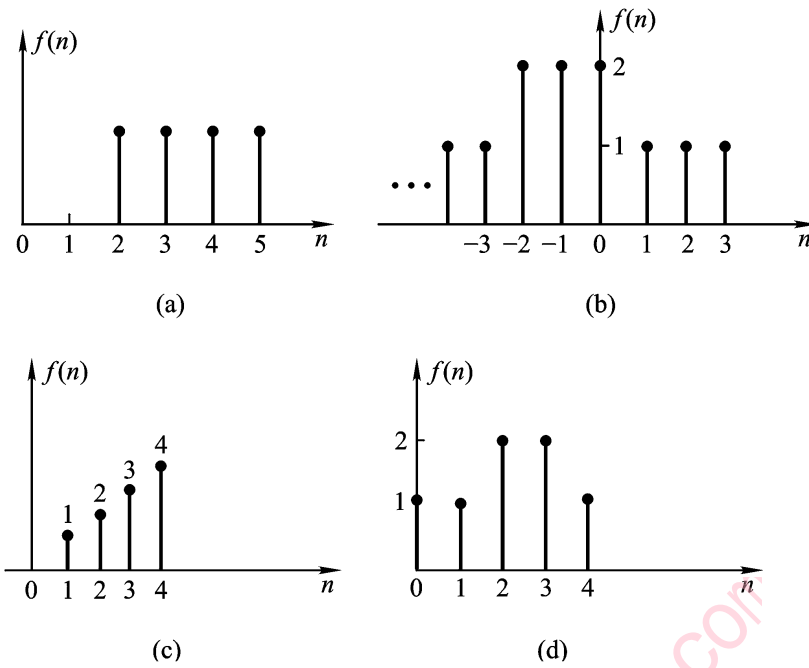 f(n)
0 1 2 3 4 5 n
(a)
f(n)
2
1
...
−3 −2 −1 0 1 2 3 n
(b)
f(n)
1 2 3 4
0 1 2 3 4 n
(c)
f(n)
2
1
0 1 2 3 4 n
(d)
.com